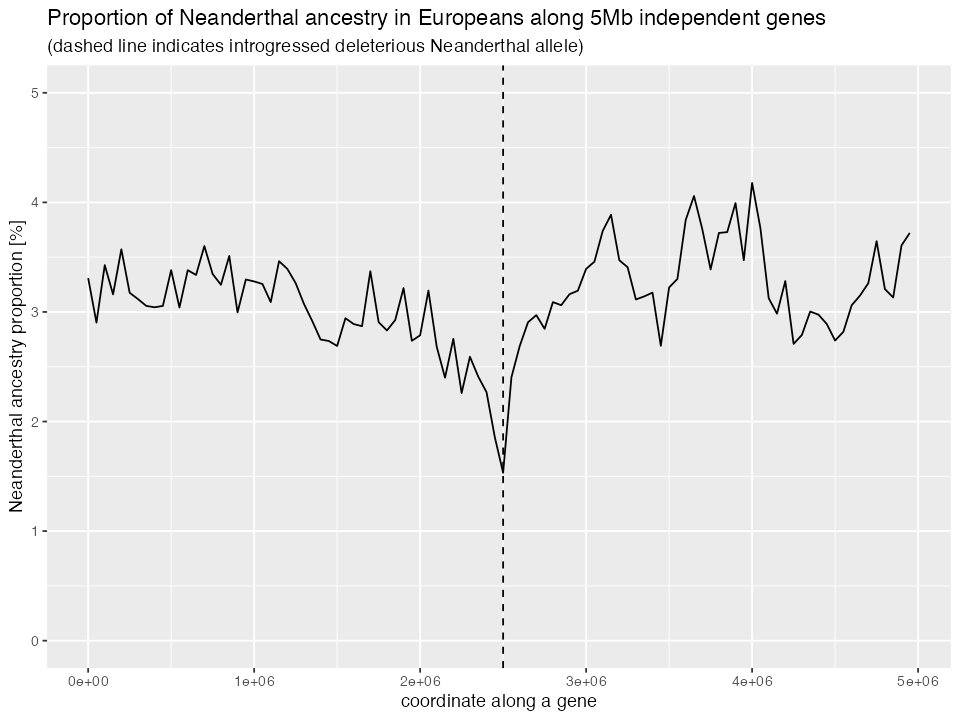 Proportion of Neanderthal ancestry in Europeans along 5Mb independent genes
(dashed line indicates introgressed deleterious Neanderthal allele)
5
4
3
2
1
0
Neanderthal ancestry proportion [%]
0e+00 1e+06 2e+06 3e+06 4e+06 5e+06
coordinate along a gene